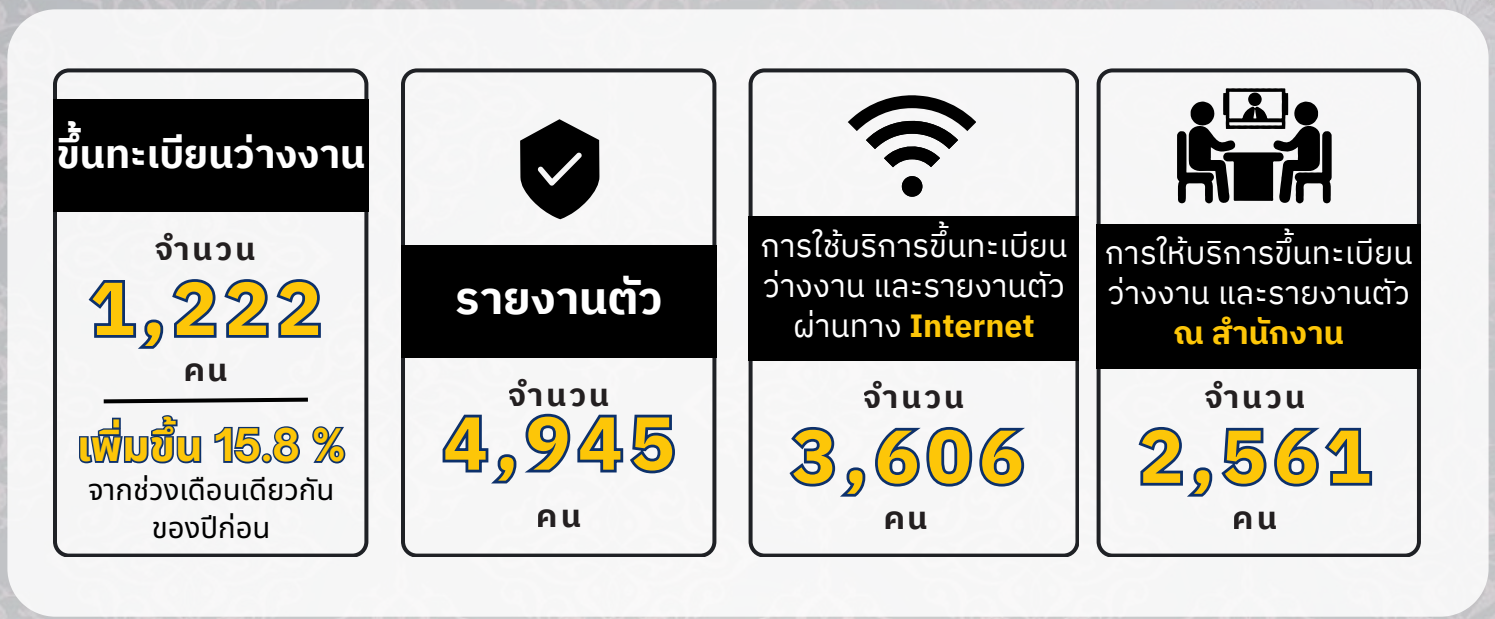 ขึ้นทะเบียนว่างงาน
จำนวน
1,222
คน
เพิ่มขึ้น 15.8 %
จากช่วงเดือนเดียวกัน
ของปีก่อน
รายงานตัว
จำนวน
4,945
คน
การใช้บริการขึ้นทะเบียน
ว่างงาน และรายงานตัว
ผ่านทาง Internet
จำนวน
3,606
คน
การให้บริการขึ้นทะเบียน
ว่างงาน และรายงานตัว
ณ สำนักงาน
จำนวน
2,561
คน